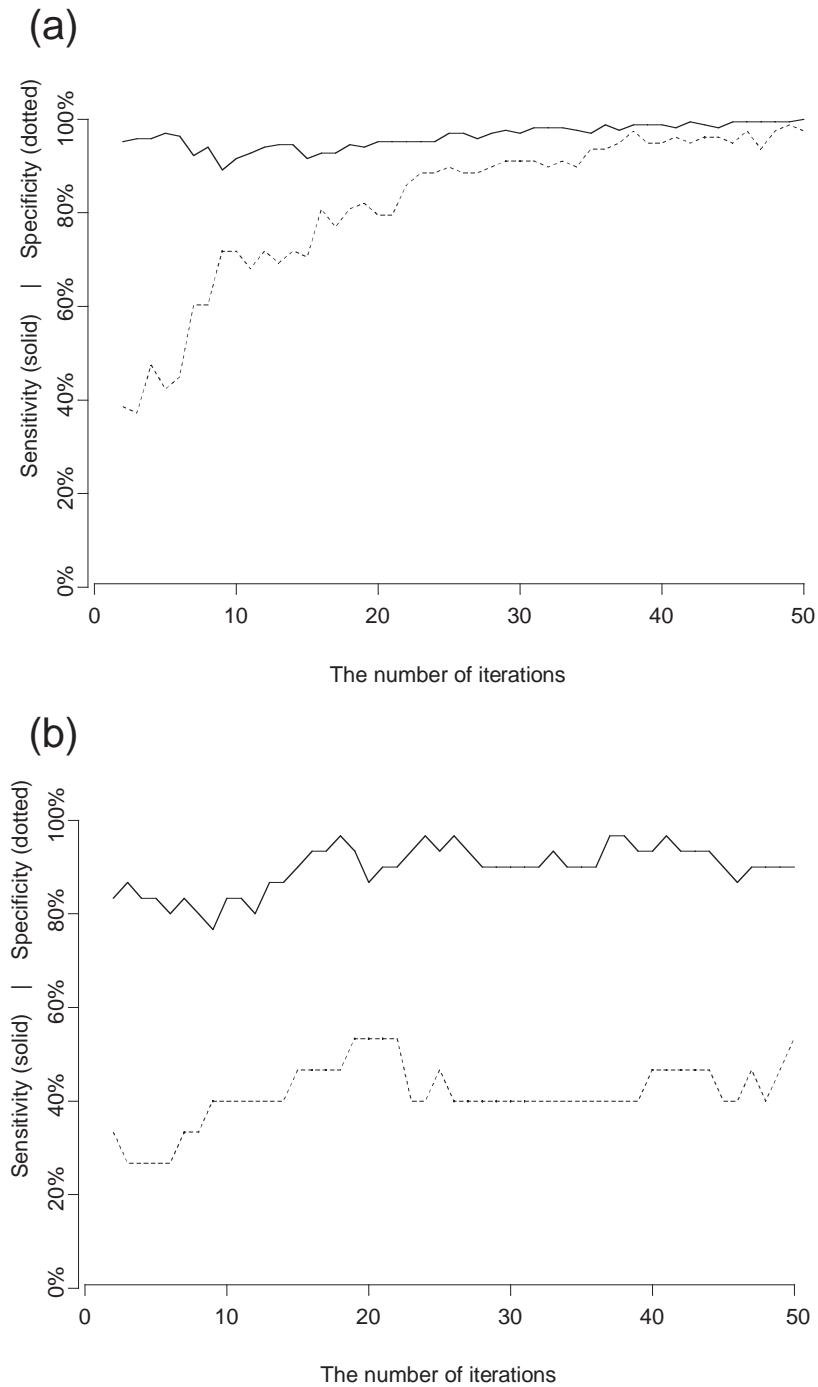 (a)
Sensitivity (solid) | Specificity (dotted)
100%
80%
60%
40%
20%
0%
0 10 20 30 40 50
The number of iterations
(b)
Sensitivity (solid) | Specificity (dotted)
100%
80%
60%
40%
20%
0%
0 10 20 30 40 50
The number of iterations